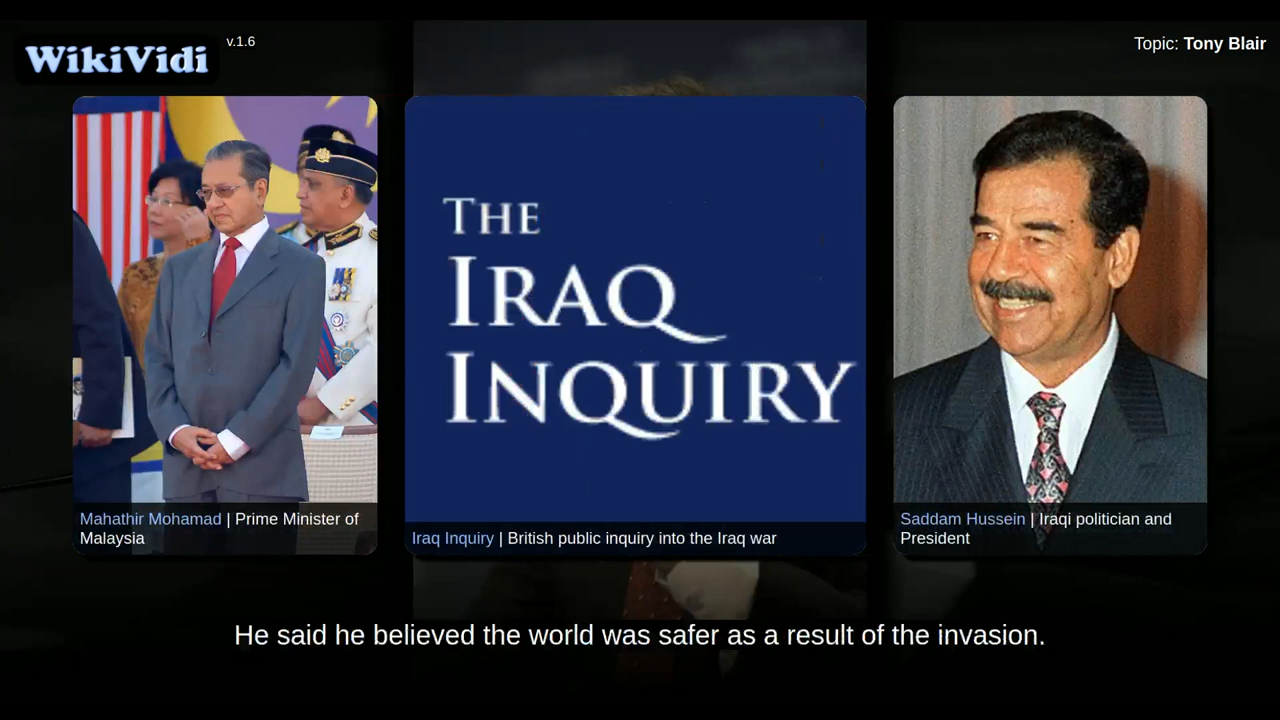 WikiVidi
v.1.6
Topic: Tony Blair
THE
IRAQ
INQUIRY
Mahathir Mohamad | Prime Minister of
Malaysia
Iraq Inquiry | British public inquiry into the Iraq war
Saddam Hussein | Iraqi politician and
President
He said he believed the world was safer as a result of the invasion.